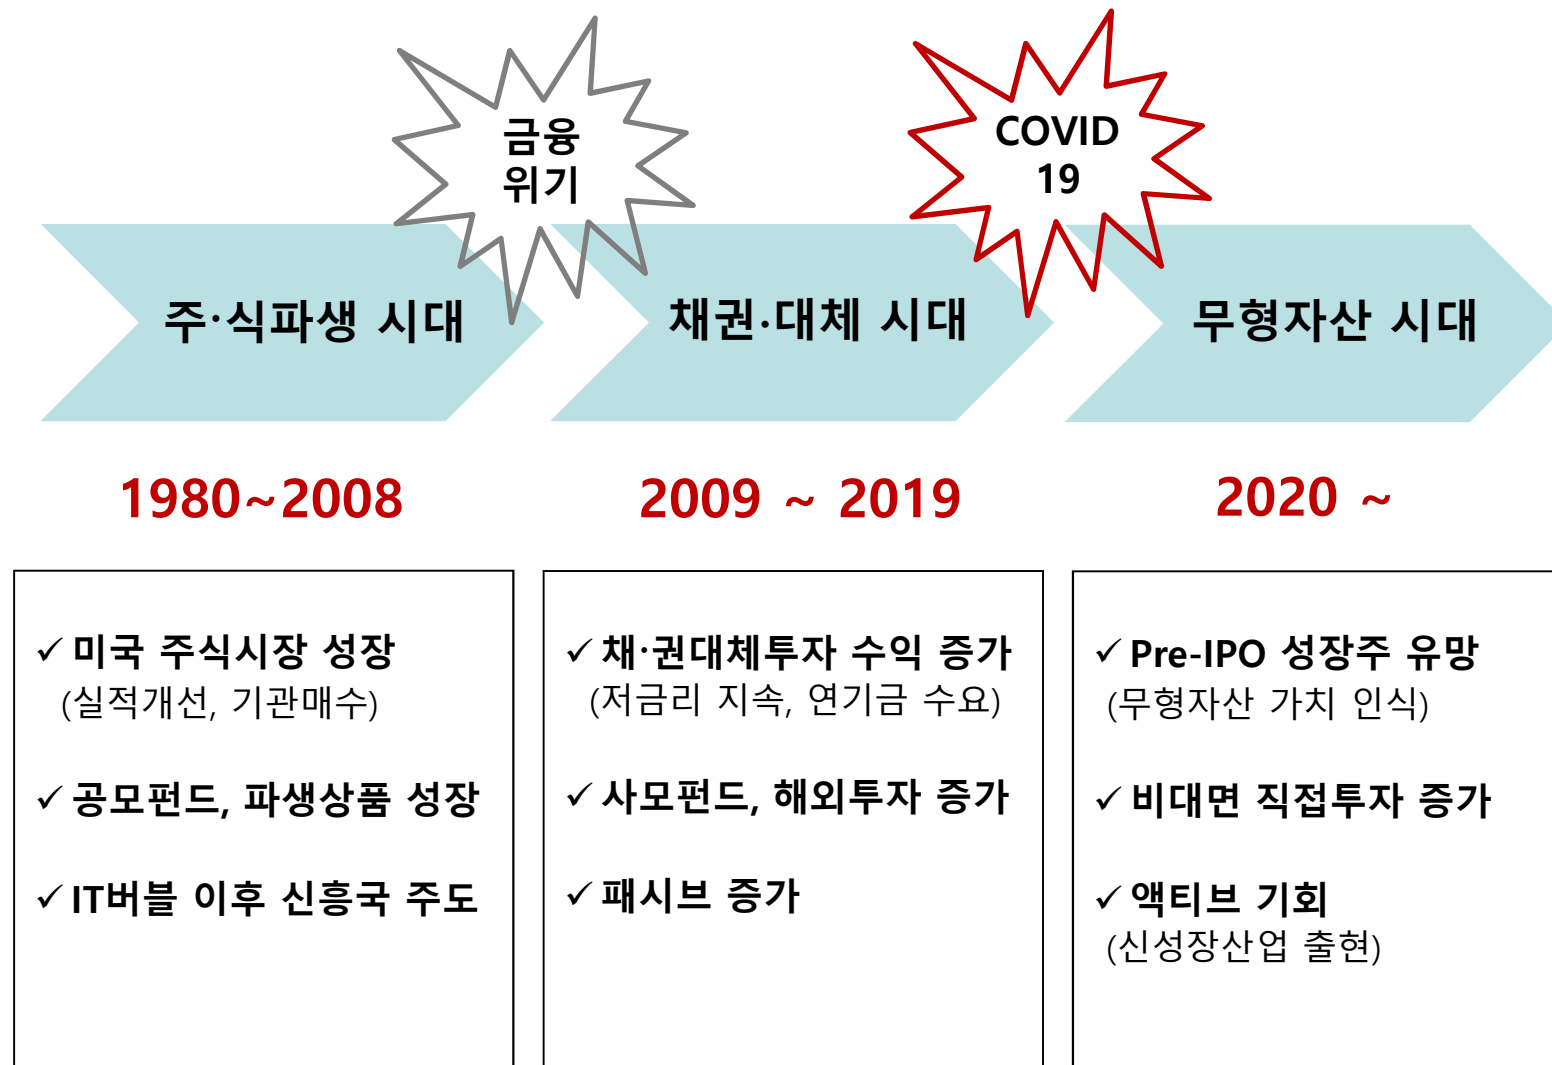 금융
위기
COVID
19
주·식파생 시대
채권·대체 시대
무형자산 시대
1980~2008
2009 ~ 2019
2020 ~
✓ 미국 주식시장 성장
(실적개선, 기관매수)
✓ 공모펀드, 파생상품 성장
✓ IT버블 이후 신흥국 주도
✓ 채·권대체투자 수익 증가
(저금리 지속, 연기금 수요)
✓ 사모펀드, 해외투자 증가
✓ 패시브 증가
✓ Pre-IPO 성장주 유망
(무형자산 가치 인식)
✓ 비대면 직접투자 증가
✓ 액티브 기회
(신성장산업 출현)